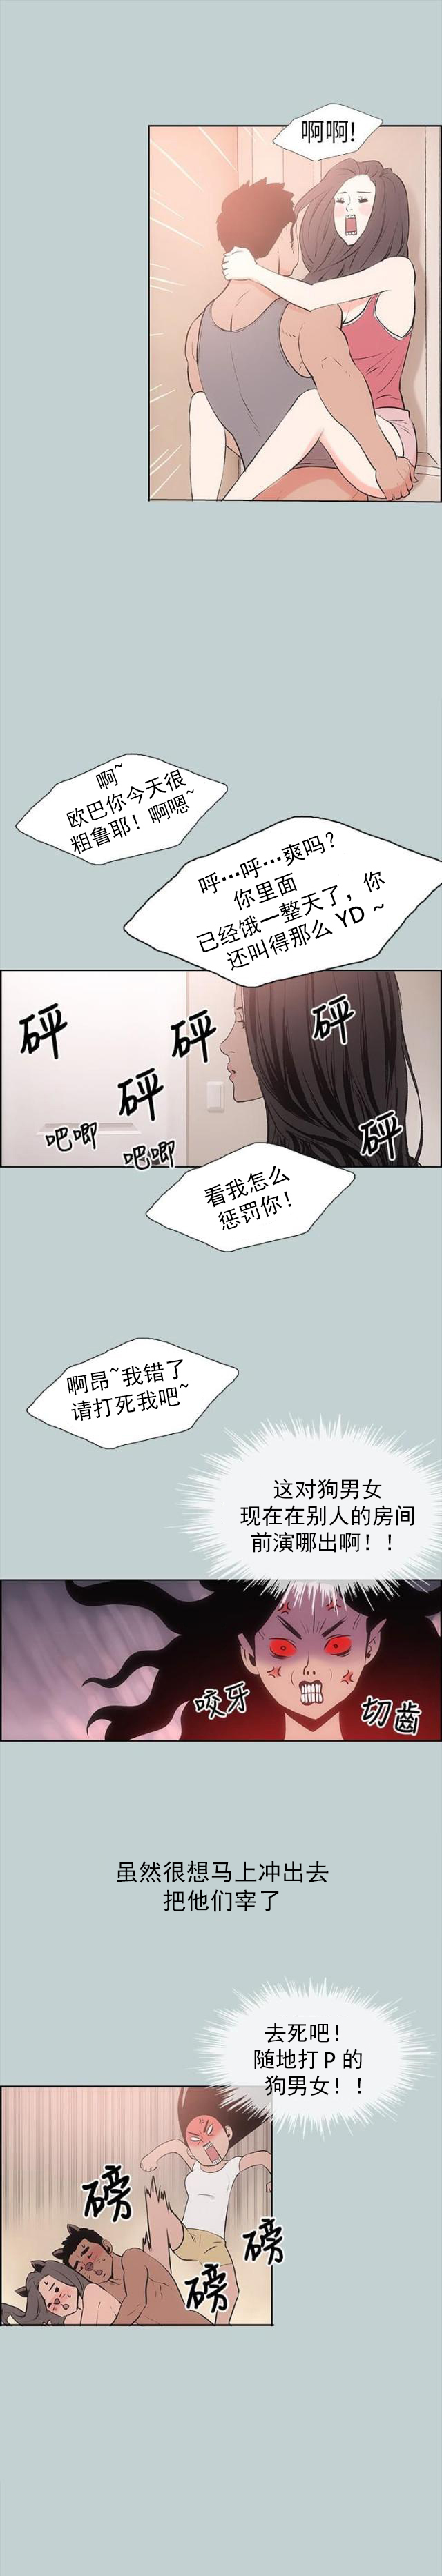 啊啊!
啊~
欧巴你今天很
粗鲁耶！啊嗯~
呼…呼…爽吗？
你里面
已经饿一整天了，你
还叫得那么 YD ~
砰
砰
砰
砰
吧唧
吧唧
砰
看我怎么
惩罚你！
啊昂~我错了
请打死我吧~
这对狗男女
现在在别人的房间
前演哪出啊！！
咬牙
切齒
虽然很想马上冲出去
把他们宰了
去死吧！
随地打 P 的
狗男女！！
磅
磅
磅